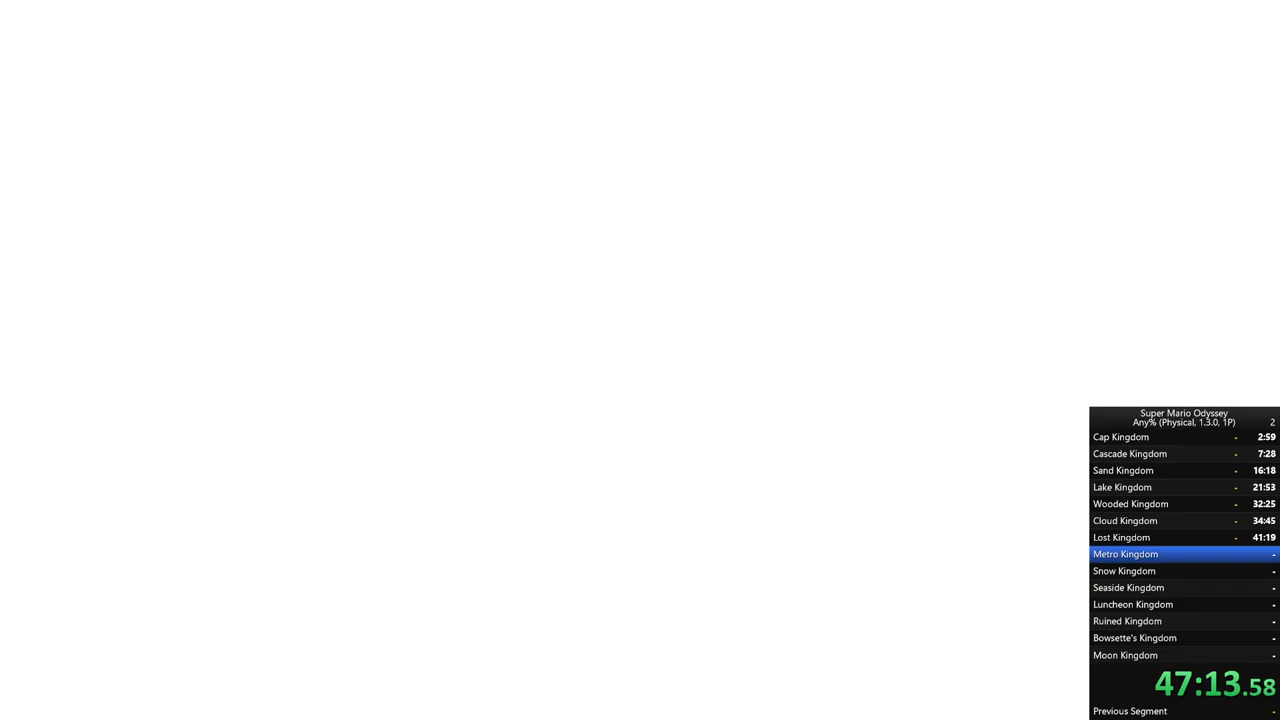 Super Mario Odyssey
Any% (Physical, 1.3.0, 1P) 2
Cap Kingdom - 2:59
Cascade Kingdom - 7:28
Sand Kingdom - 16:18
Lake Kingdom - 21:53
Wooded Kingdom - 32:25
Cloud Kingdom - 34:45
Lost Kingdom - 41:19
Metro Kingdom -
Snow Kingdom -
Seaside Kingdom -
Luncheon Kingdom -
Ruined Kingdom -
Bowsette's Kingdom -
Moon Kingdom -
47:13.58
Previous Segment -